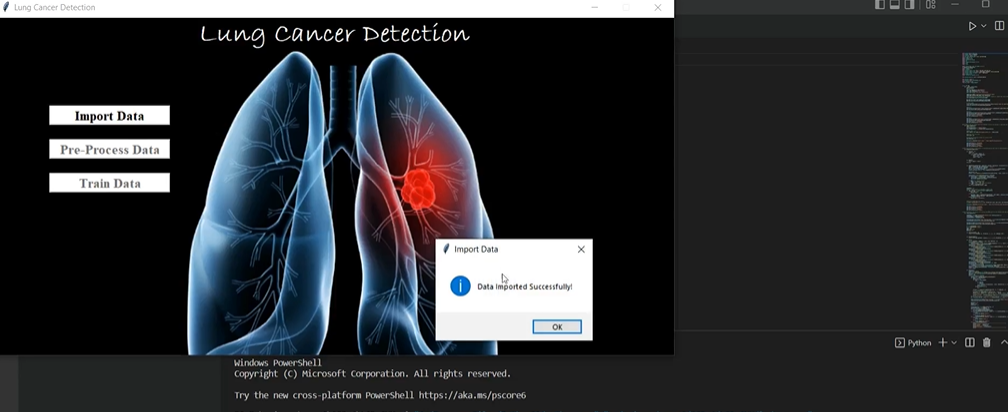 Lung Cancer Detection
Lung Cancer Detection
Import Data
Pre-Process Data
Train Data
Import Data
Data Imported Successfully!
OK
Python
Windows PowerShell
Copyright (C) Microsoft Corporation. All rights reserved.
Try the new cross-platform PowerShell https://aka.ms/pscore6